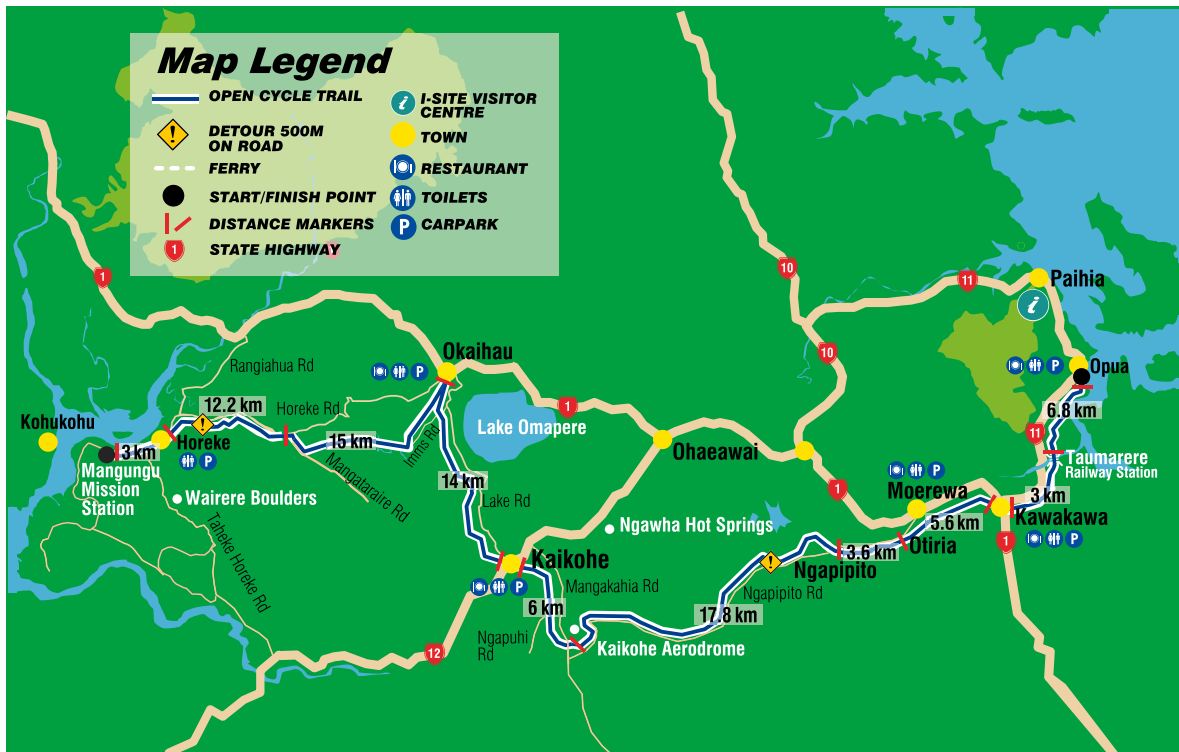 Map Legend
OPEN CYCLE TRAIL
DETOUR 500M
ON ROAD
FERRY
START/FINISH POINT
DISTANCE MARKERS
1
STATE HIGHWAY
i
I-SITE VISITOR
CENTRE
TOWN
RESTAURANT
TOILETS
P
CARPARK
1
10
11
Paihia
i
10
Rangiahua Rd
Okaihau
P
P
Opua
12.2 km
Horeke Rd
1
6.8 km
Kohukohu
Lake Omapere
11
3 km
Horeke
15 km
Imms Rd
Ohaeawai
Taumarere
Railway Station
P
Mangungu
Mission
Station
Mangataraire Rd
14 km
P
Moerewa
1
3 km
Wairere Boulders
Lake Rd
Ngawha Hot Springs
5.6 km
Kawakawa
Taheke Horeke Rd
1
P
Otiria
3.6 km
Kaikohe
Ngapipito
P
Mangakahia Rd
Ngapipito Rd
6 km
17.8 km
Ngapuhi
Rd
12
Kaikohe Aerodrome